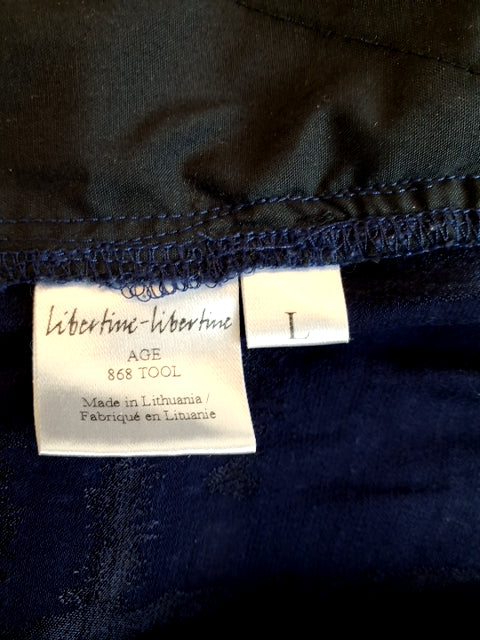 libertine-libertine
AGE
868 TOOL
Made in Lithuania /
Fabriqué en Lituanie
L